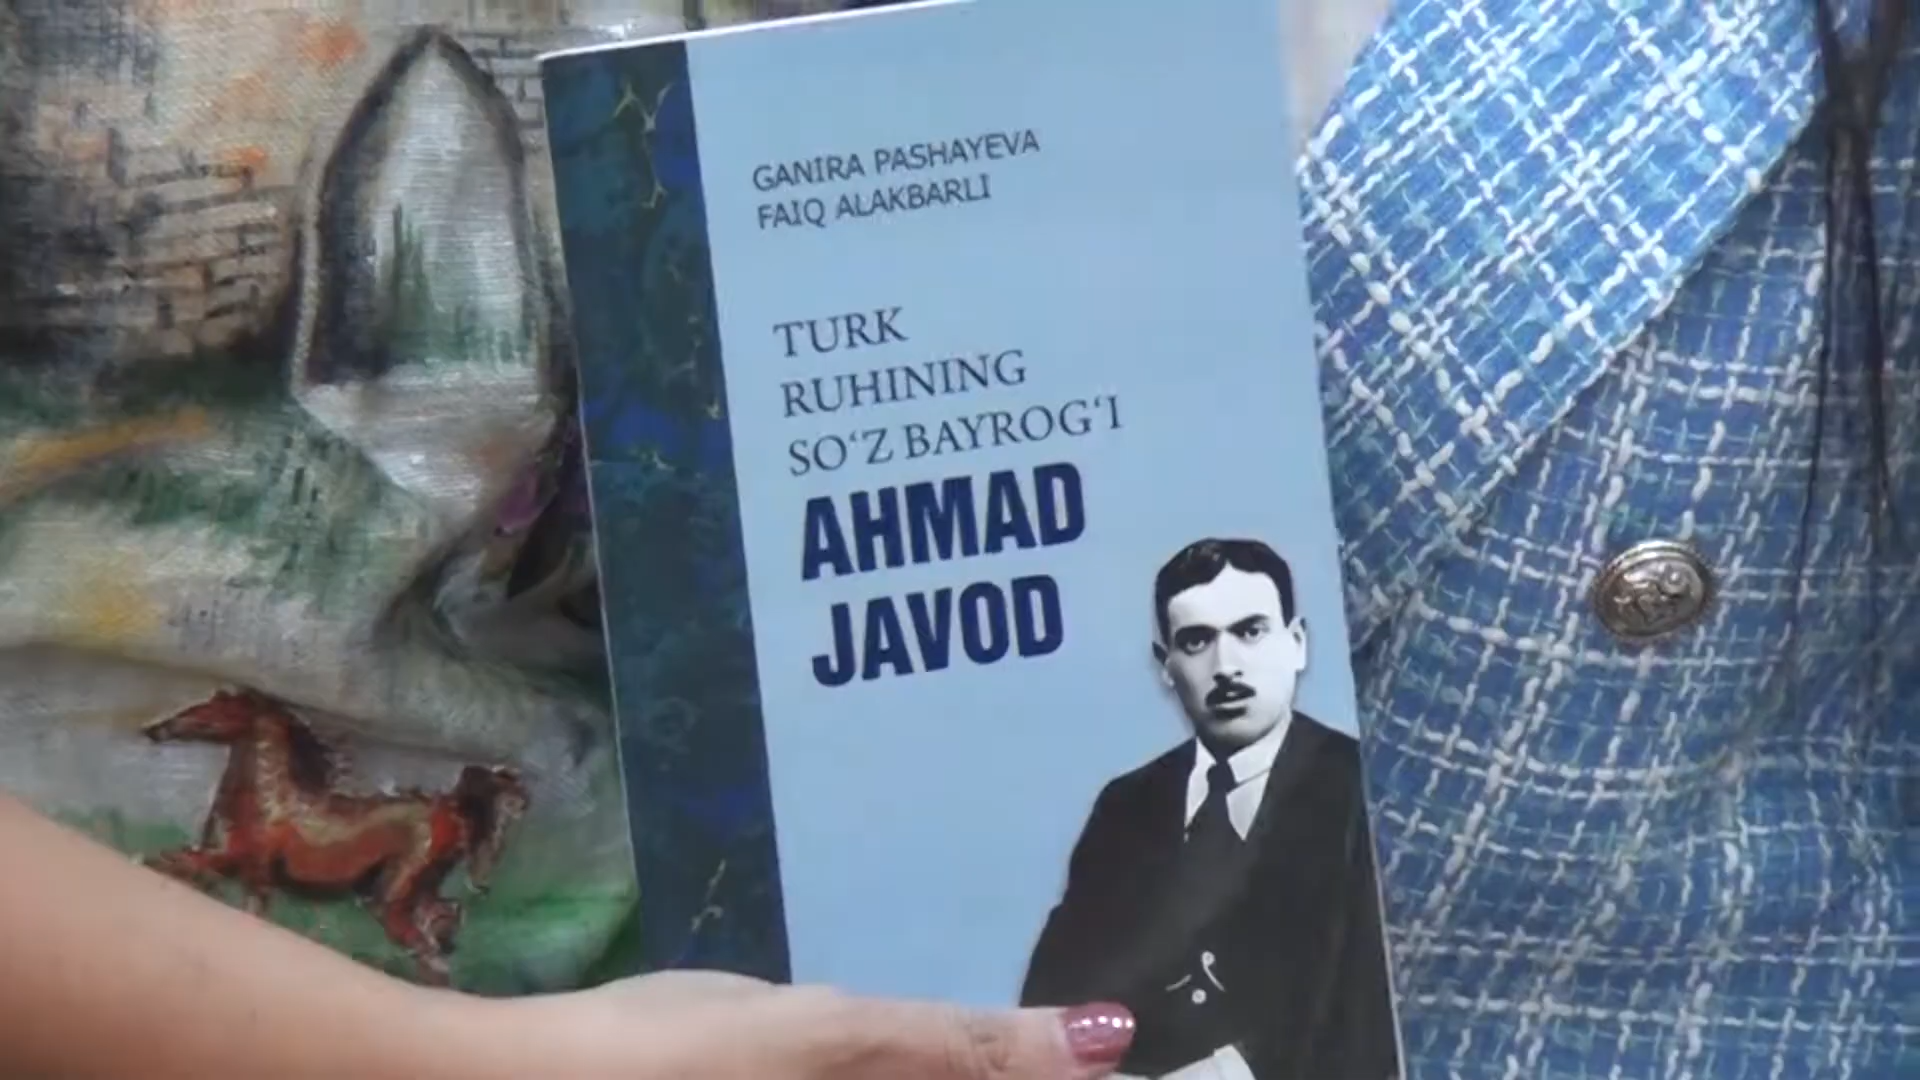 GANIRA PASHAYEVA
FAIQ ALAKBARLI
TURK
RUHINING
SO‘Z BAYROG‘I
AHMAD
JAVOD